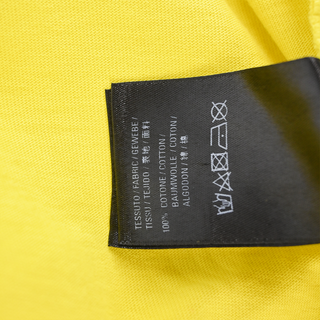 TESSUTO / FABRIC / GEWEBE /
TISSU / TEJIDO / 表地 / 面料
100% COTONE / COTTON /
BAUMWOLLE / COTON /
ALGODON / 綿 / 棉